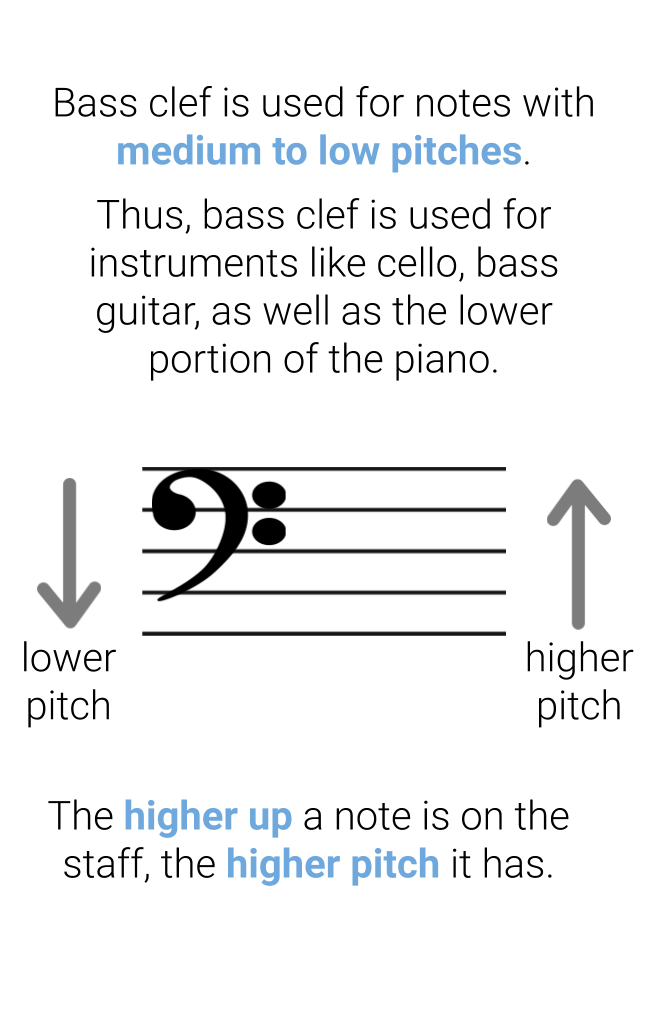 Bass clef is used for notes with
medium to low pitches.
Thus, bass clef is used for
instruments like cello, bass
guitar, as well as the lower
portion of the piano.
lower
pitch
higher
pitch
The higher up a note is on the
staff, the higher pitch it has.